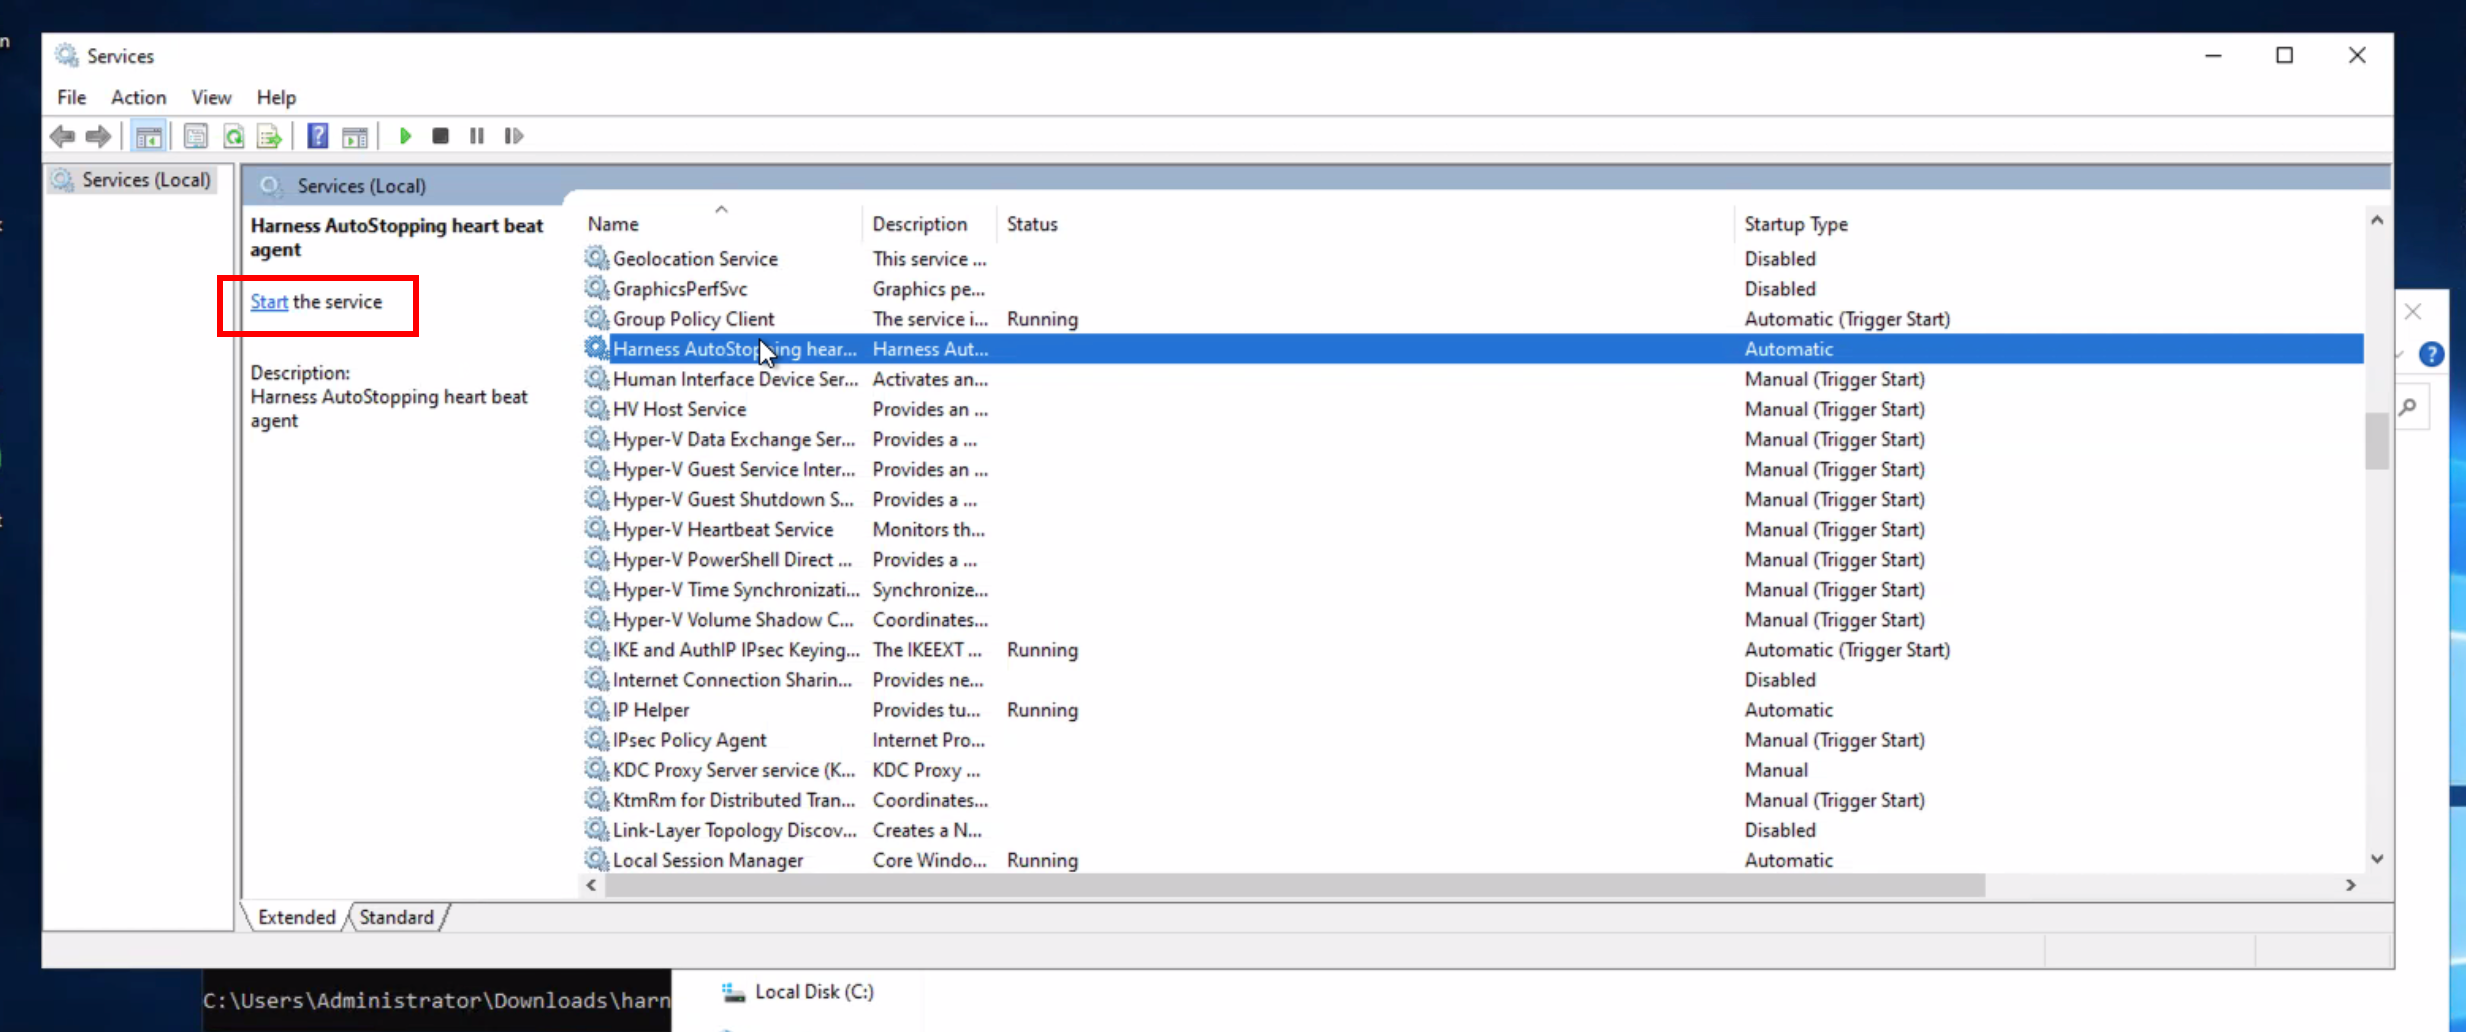 Services
File Action View Help
Services (Local)
Services (Local)
Harness AutoStopping heart beat
agent
Start the service
Description:
Harness AutoStopping heart beat
agent
Name Description Status Startup Type
Geolocation Service This service ... Disabled
GraphicsPerfSvc Graphics pe... Disabled
Group Policy Client The service i... Running Automatic (Trigger Start)
Harness AutoStopping hear... Harness Aut... Automatic
Human Interface Device Ser... Activates an... Manual (Trigger Start)
HV Host Service Provides an ... Manual (Trigger Start)
Hyper-V Data Exchange Ser... Provides a ... Manual (Trigger Start)
Hyper-V Guest Service Inter... Provides an ... Manual (Trigger Start)
Hyper-V Guest Shutdown S... Provides a ... Manual (Trigger Start)
Hyper-V Heartbeat Service Monitors th... Manual (Trigger Start)
Hyper-V PowerShell Direct ... Provides a ... Manual (Trigger Start)
Hyper-V Time Synchronizati... Synchronize... Manual (Trigger Start)
Hyper-V Volume Shadow C... Coordinates... Manual (Trigger Start)
IKE and AuthIP IPsec Keying... The IKEEXT ... Running Automatic (Trigger Start)
Internet Connection Sharin... Provides ne... Disabled
IP Helper Provides tu... Running Automatic
IPsec Policy Agent Internet Pro... Manual (Trigger Start)
KDC Proxy Server service (K... KDC Proxy ... Manual
KtmRm for Distributed Tran... Coordinates... Manual (Trigger Start)
Link-Layer Topology Discov... Creates a N... Disabled
Local Session Manager Core Windo... Running Automatic
Extended Standard
C:\Users\Administrator\Downloads\harn
Local Disk (C:)